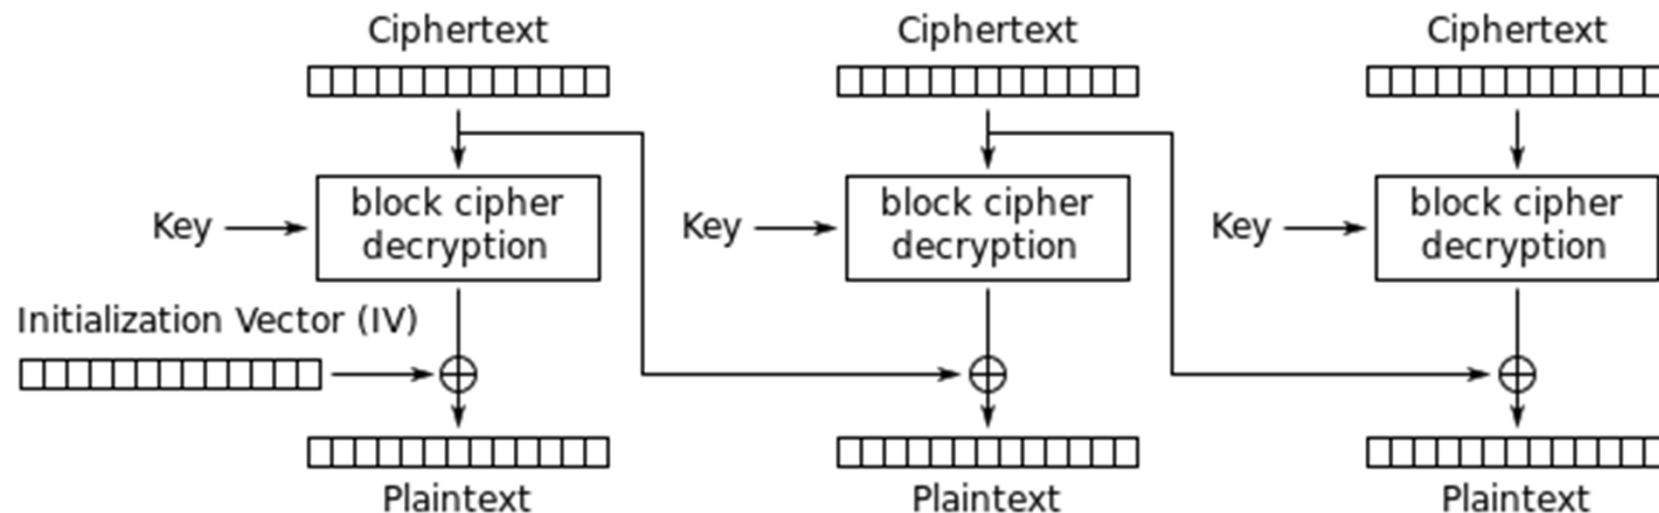 Ciphertext
Ciphertext
Ciphertext
Key
block cipher
decryption
Key
block cipher
decryption
Key
block cipher
decryption
Initialization Vector (IV)
Plaintext
Plaintext
Plaintext